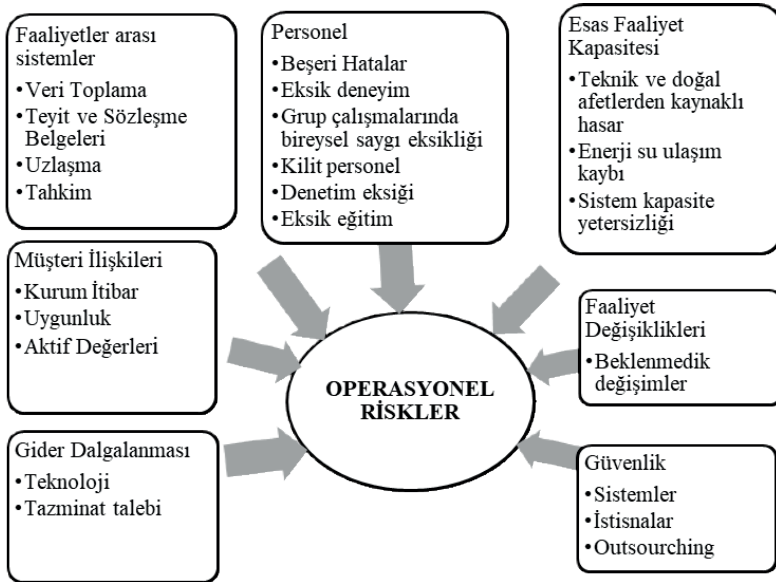 Faaliyetler arası
sistemler
•Veri Toplama
•Teyit ve Sözleşme
Belgeleri
•Uzlaşma
•Tahkim
Personel
•Beşeri Hatalar
•Eksik deneyim
•Grup çalışmalarında
bireysel saygı eksikliği
•Kilit personel
•Denetim eksiği
•Eksik eğitim
Esas Faaliyet
Kapasitesi
•Teknik ve doğal
afetlerden kaynaklı
hasar
•Enerji su ulaşım
kaybı
•Sistem kapasite
yetersizliği
Müşteri İlişkileri
•Kurum İtibar
•Uygunluk
•Aktif Değerleri
Faaliyet
Değişiklikleri
•Beklenmedik
değişimler
OPERASYONEL
RİSKLER
Gider Dalgalanması
•Teknoloji
•Tazminat talebi
Güvenlik
•Sistemler
•İstisnalar
•Outsourching